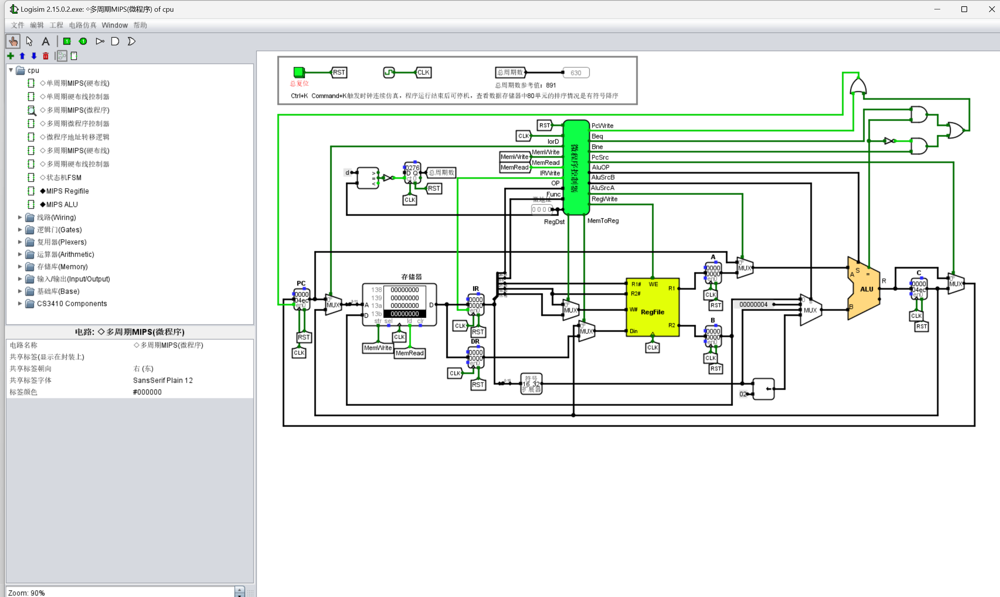 Logisim 2.15.0.2.exe: ◇多周期MIPS(微程序) of cpu
文件 编辑 工程 电路仿真 Window 帮助
cpu
◇单周期MIPS(硬布线)
◇单周期硬布线控制器
◇多周期MIPS(微程序)
◇多周期微程序控制器
◇微程序地址转移逻辑
◇多周期MIPS(硬布线)
◇多周期硬布线控制器
◇状态机FSM
◆MIPS Regifile
◆MIPS ALU
线路(Wiring)
逻辑门(Gates)
复用器(Plexers)
运算器(Arithmetic)
存储库(Memory)
输入/输出(Input/Output)
基础库(Base)
CS3410 Components
电路: ◇多周期MIPS(微程序)
电路名称 ◇多周期MIPS(微程序)
共享标签(显示在封装上)
共享标签朝向 右 (东)
共享标签字体 SansSerif Plain 12
标签颜色 #000000
Zoom: 90%
RST CLK 总周期数 630
总复位
总周期数参考值：891
Ctrl+K Command+K触发时钟连续仿真，程序运行结束后可停机，查看数据存储器中80单元的排序情况是有符号降序
RST
CLK
IorD
MemWrite MemWrite
MemRead MemRead
IRWrite
OP
Func
微地址
0 0 0 0
RegDst
微程序控制器
PcWrite
Beq
Bne
PcSrc
AluOP
AluSrcB
AluSrcA
RegWrite
MemToReg
d
>
=
<
0276
D Q
ct 0
总周期数
RST
CLK
PC
0000
04ec
en0
RST
CLK
MUX
2-11
存储器
138 00000000
139 00000000
13a 00000000
13b 00000000
A
D
D
str sel ld clr
CLK
MemWrite
MemRead
IR
0000
0000
en0
CLK
RST
DR
0000
0000
en0
CLK
RST
0-15
符号
16 32
扩展器
MUX
MUX
R1# WE R1
R2#
W# RegFile
R2
Din
CLK
A
0000
0000
en0
CLK
RST
B
0000
0000
en0
CLK
RST
MUX
00000004
02
MUX
A S =
ALU
B
R
C
0000
04ec
en0
CLK
RST
MUX